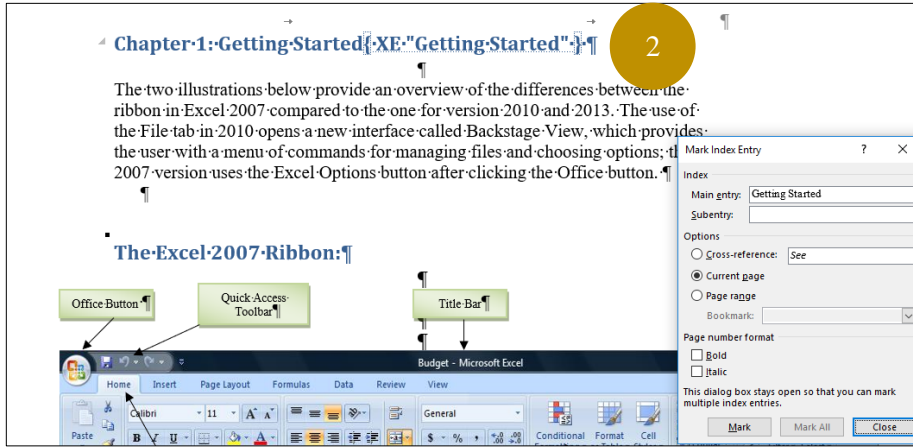 Chapter 1: Getting Started{ XE "Getting Started" } ¶
2
¶
¶
The two illustrations below provide an overview of the differences between the
ribbon in Excel 2007 compared to the one for version 2010 and 2013. The use of
the File tab in 2010 opens a new interface called Backstage View, which provides
the user with a menu of commands for managing files and choosing options;
2007 version uses the Excel Options button after clicking the Office button. ¶
¶
The Excel 2007 Ribbon:¶
¶
Office Button ¶
Quick Access
Toolbar¶
Title Bar¶
¶
Budget - Microsoft Excel
Home Insert Page Layout Formulas Data Review View
Calibri 11 A A General
Paste B I U A $ % , .0 .00 .00 .0 Conditional Format Cell
Mark Index Entry ? X
Index
Main entry: Getting Started
Subentry:
Options
Cross-reference: See
Current page
Page range
Bookmark:
Page number format
Bold
Italic
This dialog box stays open so that you can mark
multiple index entries.
Mark Mark All Close